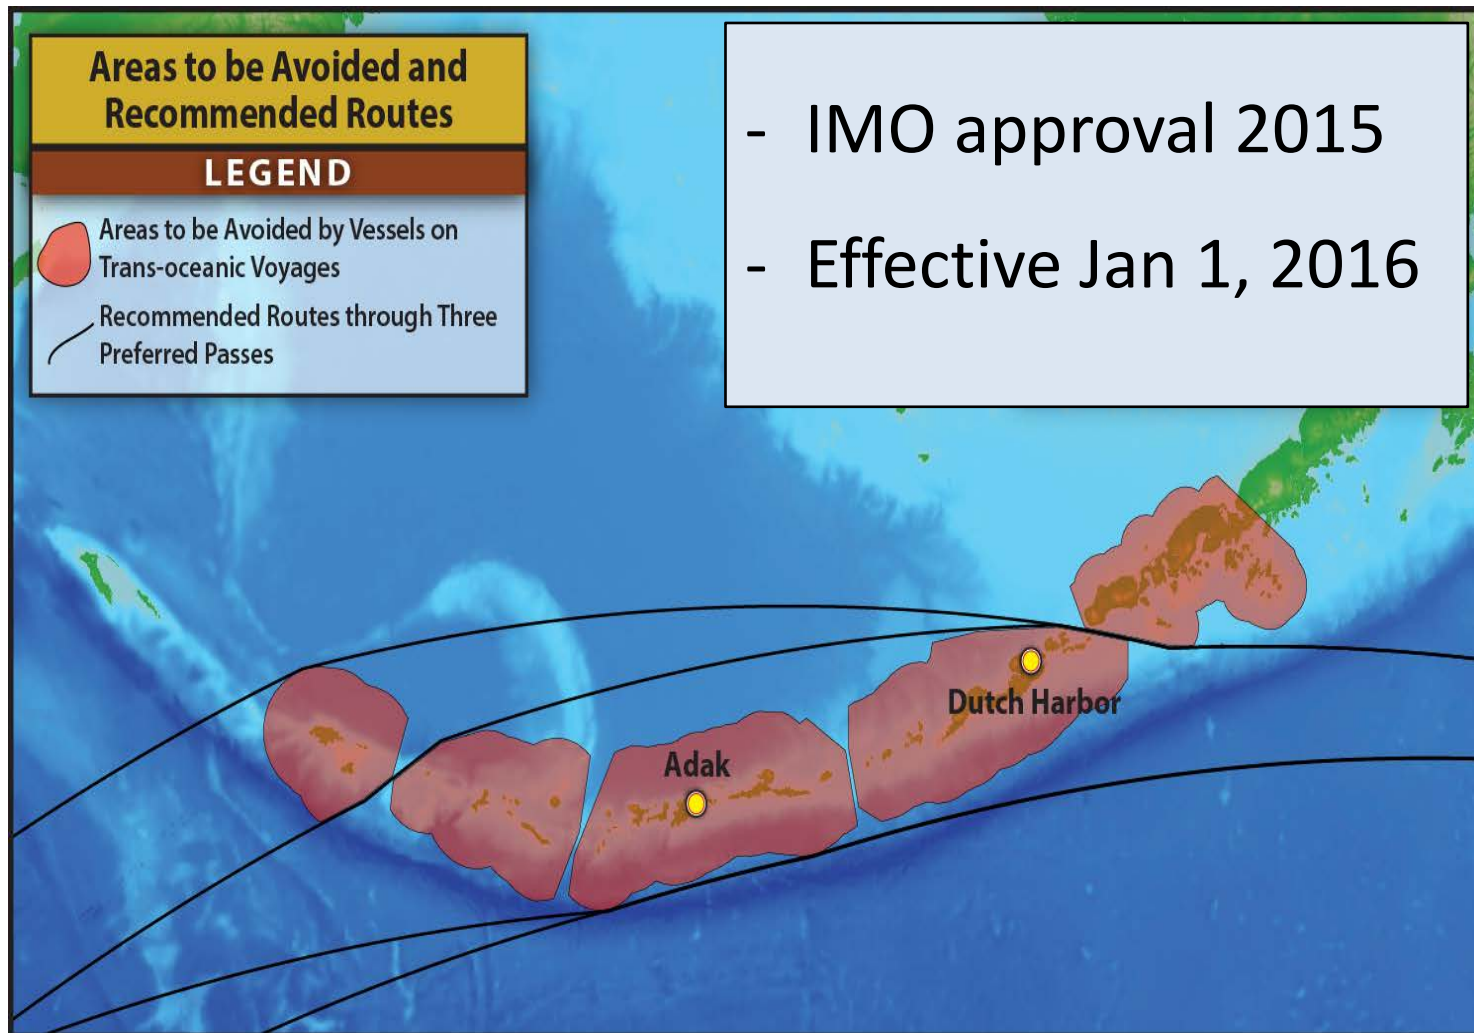 Areas to be Avoided and
Recommended Routes
LEGEND
Areas to be Avoided by Vessels on
Trans-oceanic Voyages
Recommended Routes through Three
Preferred Passes
- IMO approval 2015
- Effective Jan 1, 2016
Dutch Harbor
Adak